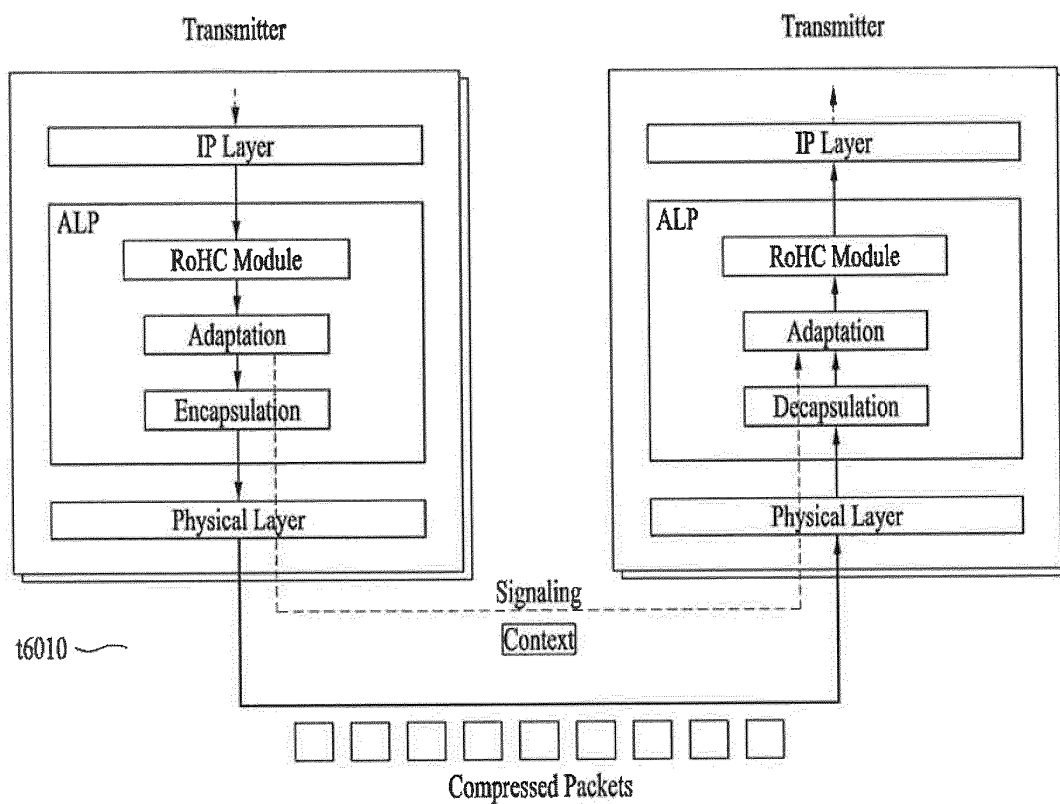 Transmitter
IP Layer
ALP
RoHC Module
Adaptation
Encapsulation
Physical Layer
Transmitter
IP Layer
ALP
RoHC Module
Adaptation
Decapsulation
Physical Layer
Signaling
Context
t6010
Compressed Packets